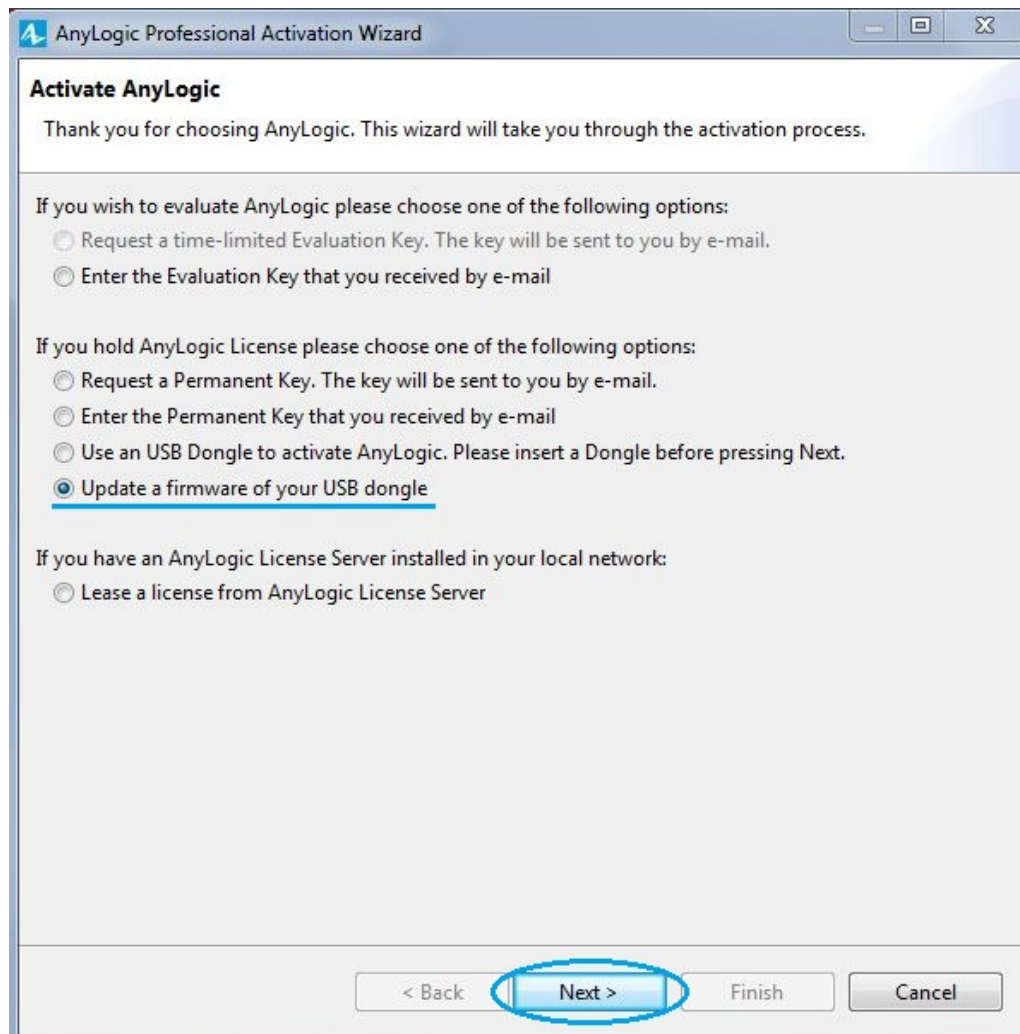 AnyLogic Professional Activation Wizard
Activate AnyLogic
Thank you for choosing AnyLogic. This wizard will take you through the activation process.
If you wish to evaluate AnyLogic please choose one of the following options:
Request a time-limited Evaluation Key. The key will be sent to you by e-mail.
Enter the Evaluation Key that you received by e-mail
If you hold AnyLogic License please choose one of the following options:
Request a Permanent Key. The key will be sent to you by e-mail.
Enter the Permanent Key that you received by e-mail
Use an USB Dongle to activate AnyLogic. Please insert a Dongle before pressing Next.
Update a firmware of your USB dongle
If you have an AnyLogic License Server installed in your local network:
Lease a license from AnyLogic License Server
< Back Next > Finish Cancel